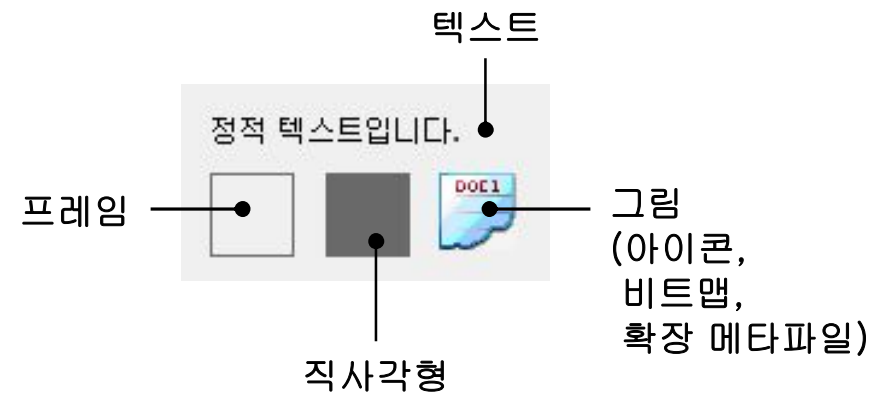 텍스트
정적 텍스트입니다.
DOC1
프레임
그림
(아이콘,
비트맵,
확장 메타파일)
직사각형